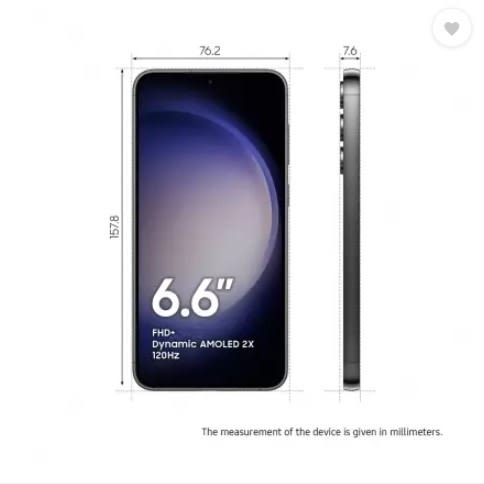 76.2
7.6
157.8
6.6"
FHD+
Dynamic AMOLED 2X
120Hz
The measurement of the device is given in millimeters.